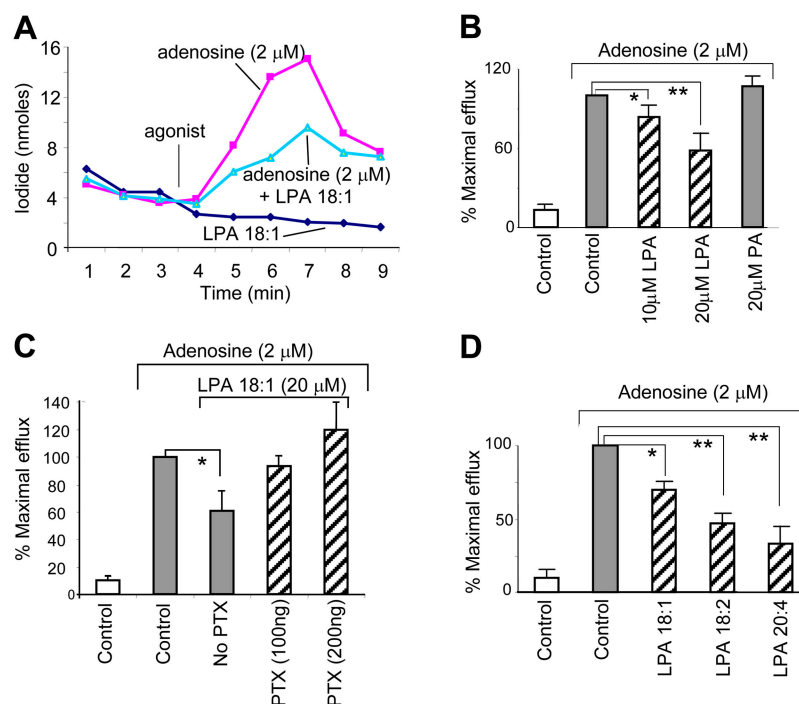 A
16
12
8
4
0
Iodide (nmoles)
adenosine (2 μM)
agonist
adenosine (2 μM)
+ LPA 18:1
LPA 18:1
1 2 3 4 5 6 7 8 9
Time (min)
B
Adenosine (2 μM)
120
60
0
% Maximal efflux
*
**
Control
Control
10μM LPA
20μM LPA
20μM PA
C
Adenosine (2 μM)
LPA 18:1 (20 μM)
140
120
100
80
60
40
20
0
% Maximal efflux
*
Control
Control
No PTX
PTX (100ng)
PTX (200ng)
D
Adenosine (2 μM)
100
50
0
% Maximal efflux
*
**
**
Control
Control
LPA 18:1
LPA 18:2
LPA 20:4